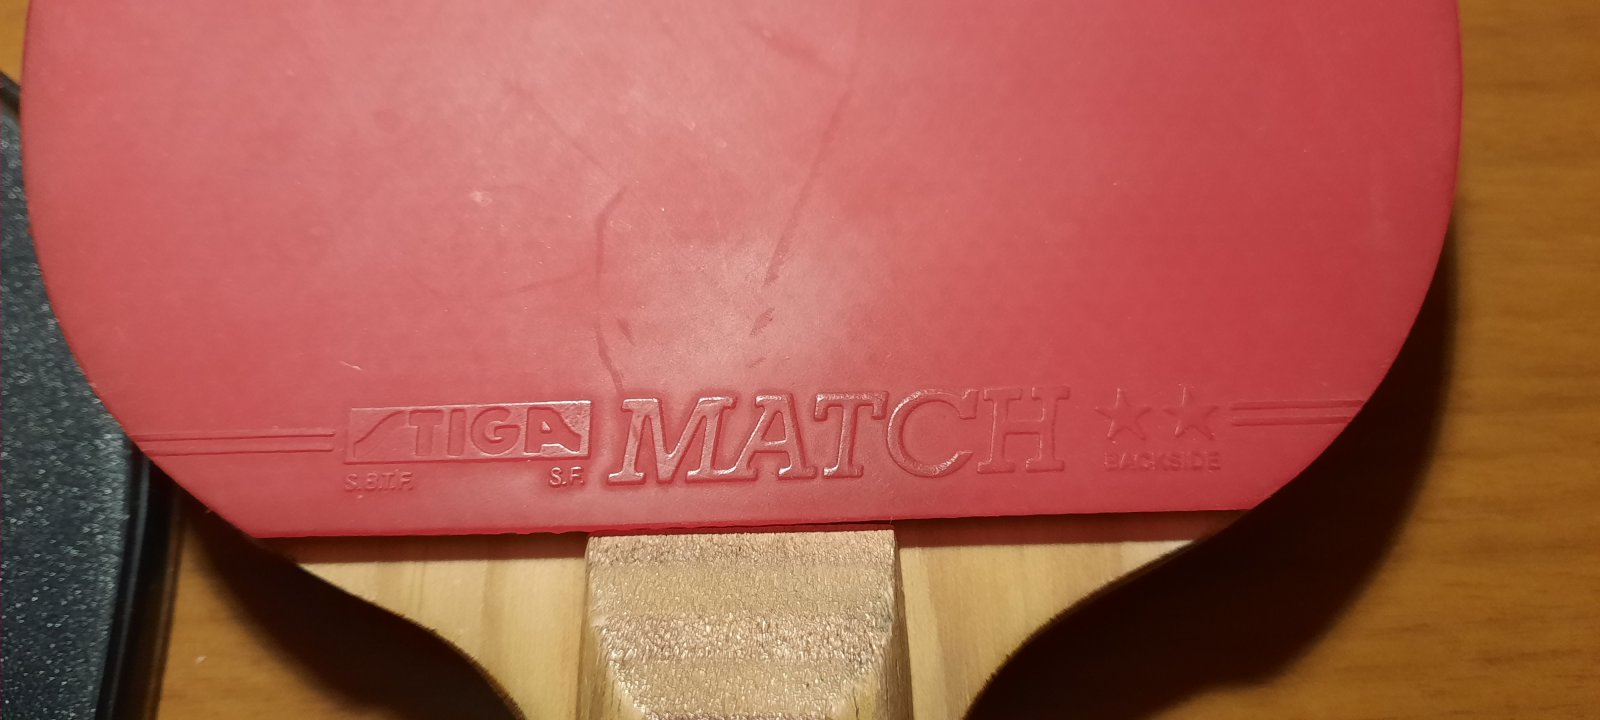 STIGA MATCH ★★
S.B.T.F. S.F. BACKSIDE